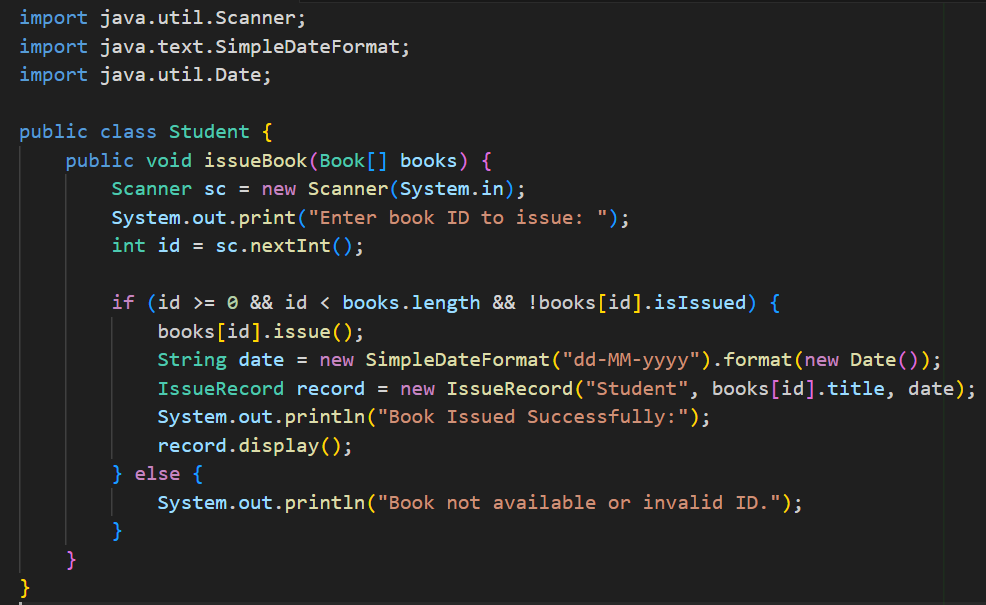 import java.util.Scanner;
import java.text.SimpleDateFormat;
import java.util.Date;

public class Student {
    public void issueBook(Book[] books) {
        Scanner sc = new Scanner(System.in);
        System.out.print("Enter book ID to issue: ");
        int id = sc.nextInt();

        if (id >= 0 && id < books.length && !books[id].isIssued) {
            books[id].issue();
            String date = new SimpleDateFormat("dd-MM-yyyy").format(new Date());
            IssueRecord record = new IssueRecord("Student", books[id].title, date);
            System.out.println("Book Issued Successfully:");
            record.display();
        } else {
            System.out.println("Book not available or invalid ID.");
        }
    }
}